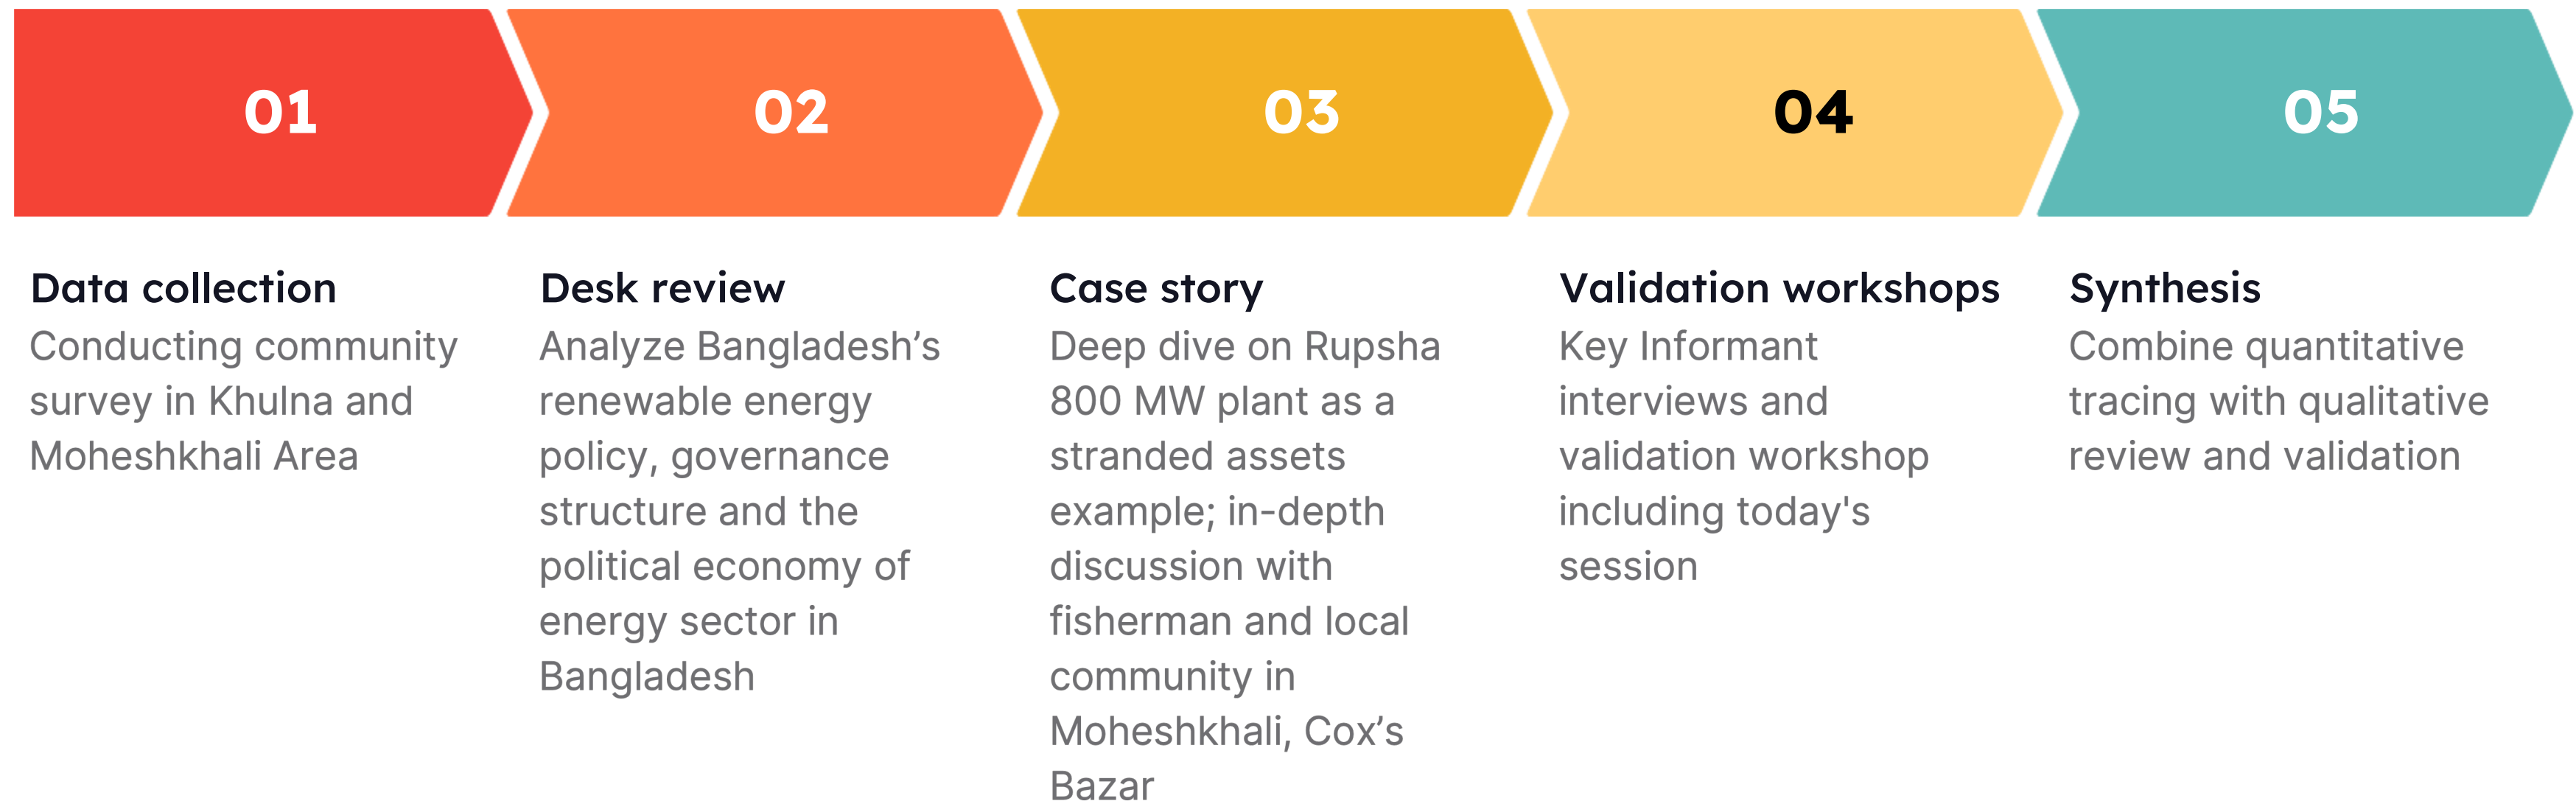 01
02
03
04
05
Data collection
Conducting community
survey in Khulna and
Moheshkhali Area
Desk review
Analyze Bangladesh’s
renewable energy
policy, governance
structure and the
political economy of
energy sector in
Bangladesh
Case story
Deep dive on Rupsha
800 MW plant as a
stranded assets
example; in-depth
discussion with
fisherman and local
community in
Moheshkhali, Cox’s
Bazar
Validation workshops
Key Informant
interviews and
validation workshop
including today's
session
Synthesis
Combine quantitative
tracing with qualitative
review and validation